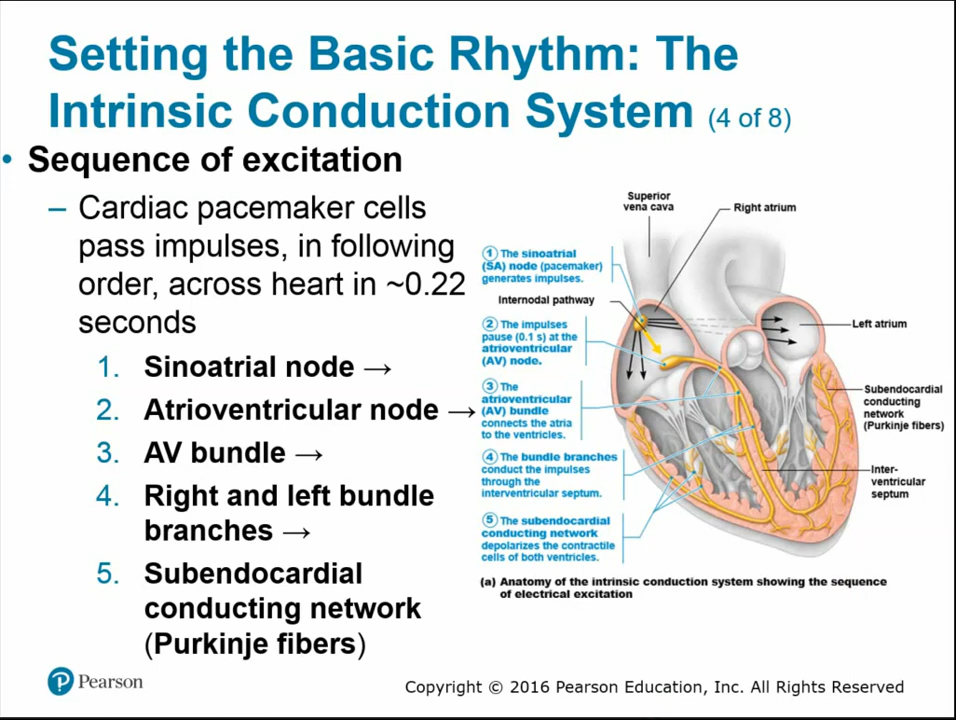 Setting the Basic Rhythm: The
Intrinsic Conduction System (4 of 8)
• Sequence of excitation
– Cardiac pacemaker cells
pass impulses, in following
order, across heart in ~0.22
seconds
1. Sinoatrial node →
2. Atrioventricular node →
3. AV bundle →
4. Right and left bundle
branches →
5. Subendocardial
conducting network
(Purkinje fibers)
Superior
vena cava
Right atrium
1 The sinoatrial
(SA) node (pacemaker)
generates impulses.
Internodal pathway
2 The impulses
pause (0.1 s) at the
atrioventricular
(AV) node.
3 The
atrioventricular
(AV) bundle
connects the atria
to the ventricles.
4 The bundle branches
conduct the impulses
through the
interventricular septum.
5 The subendocardial
conducting network
depolarizes the contractile
cells of both ventricles.
Left atrium
Subendocardial
conducting
network
(Purkinje fibers)
Inter-
ventricular
septum
(a) Anatomy of the intrinsic conduction system showing the sequence
of electrical excitation
P Pearson
Copyright © 2016 Pearson Education, Inc. All Rights Reserved